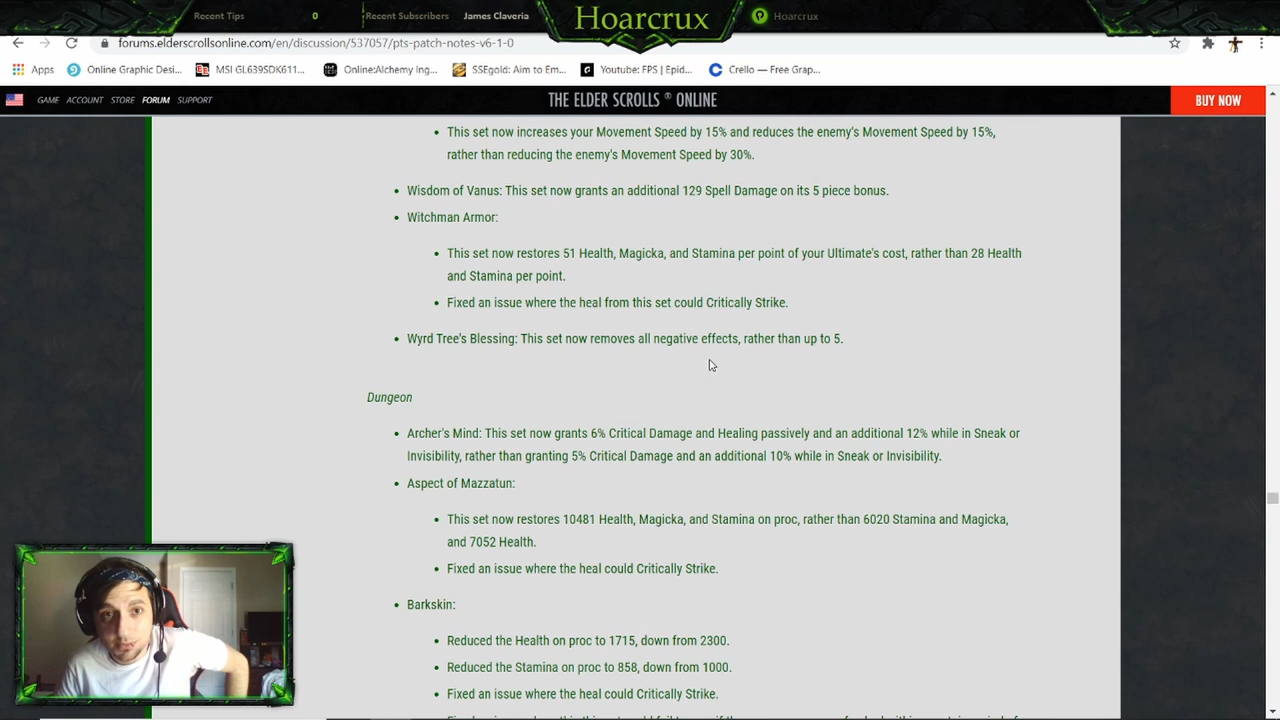 Recent Tips
0
Recent Subscribers
James Claveria
Hoarcrux
Hoarcrux
forums.elderscrollsonline.com/en/discussion/537057/pts-patch-notes-v6-1-0
Apps
Online Graphic Desi...
MSI GL639SDK611...
Online:Alchemy Ing...
SSEgold: Aim to Em...
Youtube: FPS | Epid...
Crello — Free Grap...
GAME ACCOUNT STORE FORUM SUPPORT
THE ELDER SCROLLS ® ONLINE
BUY NOW
• This set now increases your Movement Speed by 15% and reduces the enemy's Movement Speed by 15%,
rather than reducing the enemy's Movement Speed by 30%.
• Wisdom of Vanus: This set now grants an additional 129 Spell Damage on its 5 piece bonus.
• Witchman Armor:
• This set now restores 51 Health, Magicka, and Stamina per point of your Ultimate's cost, rather than 28 Health
and Stamina per point.
• Fixed an issue where the heal from this set could Critically Strike.
• Wyrd Tree's Blessing: This set now removes all negative effects, rather than up to 5.
Dungeon
• Archer's Mind: This set now grants 6% Critical Damage and Healing passively and an additional 12% while in Sneak or
Invisibility, rather than granting 5% Critical Damage and an additional 10% while in Sneak or Invisibility.
• Aspect of Mazzatun:
• This set now restores 10481 Health, Magicka, and Stamina on proc, rather than 6020 Stamina and Magicka,
and 7052 Health.
• Fixed an issue where the heal could Critically Strike.
• Barkskin:
• Reduced the Health on proc to 1715, down from 2300.
• Reduced the Stamina on proc to 858, down from 1000.
• Fixed an issue where the heal could Critically Strike.